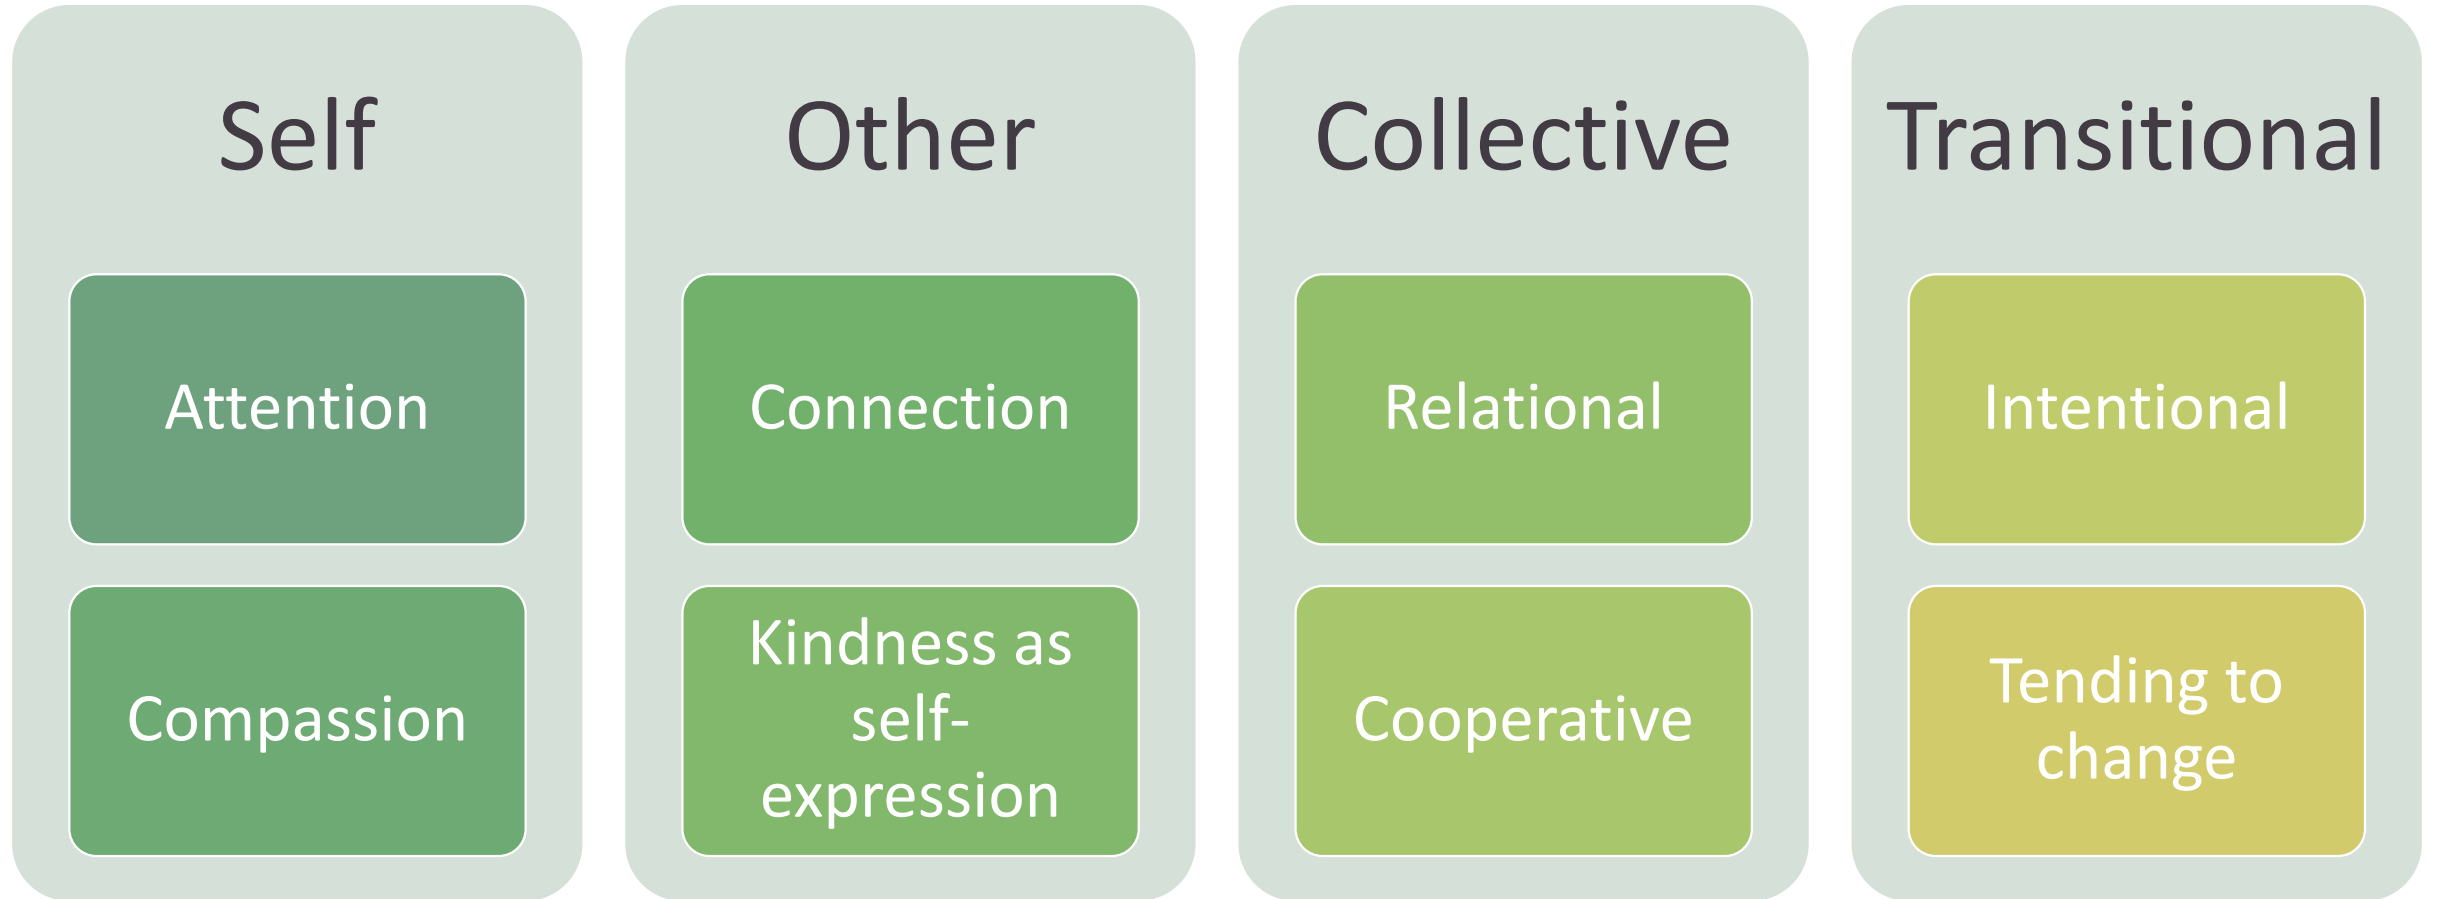 Self
Attention
Compassion
Other
Connection
Kindness as
self-
expression
Collective
Relational
Cooperative
Transitional
Intentional
Tending to
change